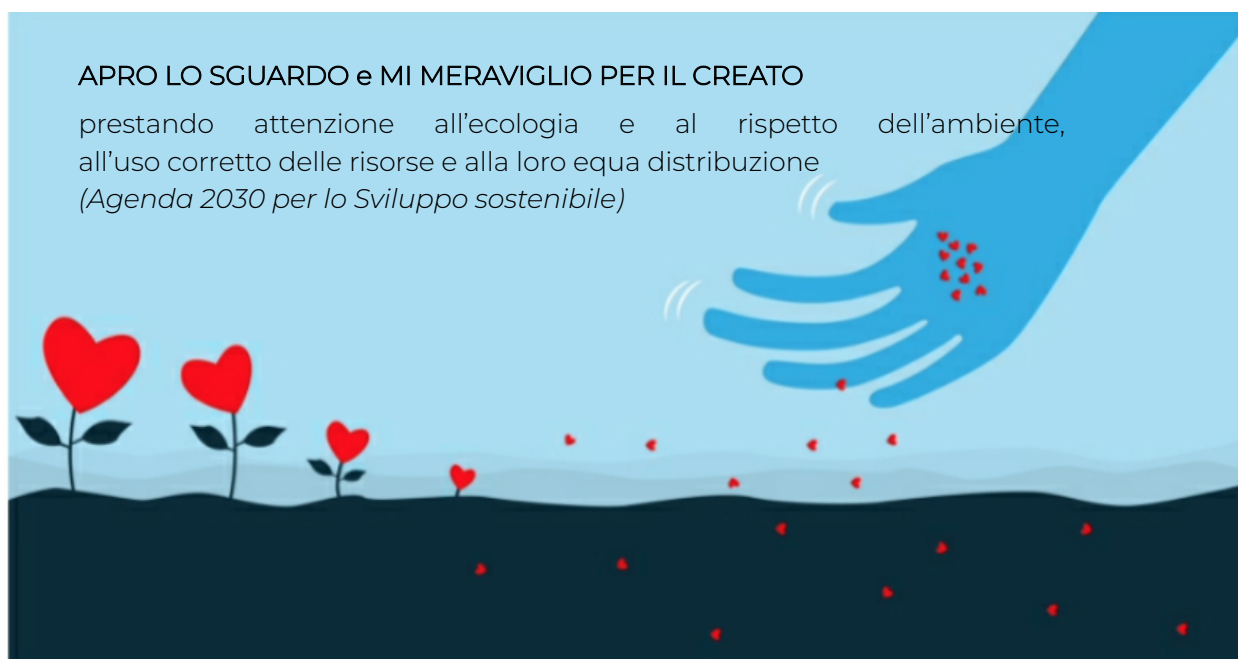 APRO LO SGUARDO e MI MERAVIGLIO PER IL CREATO
prestando attenzione all’ecologia e al rispetto dell’ambiente,
all’uso corretto delle risorse e alla loro equa distribuzione
(Agenda 2030 per lo Sviluppo sostenibile)